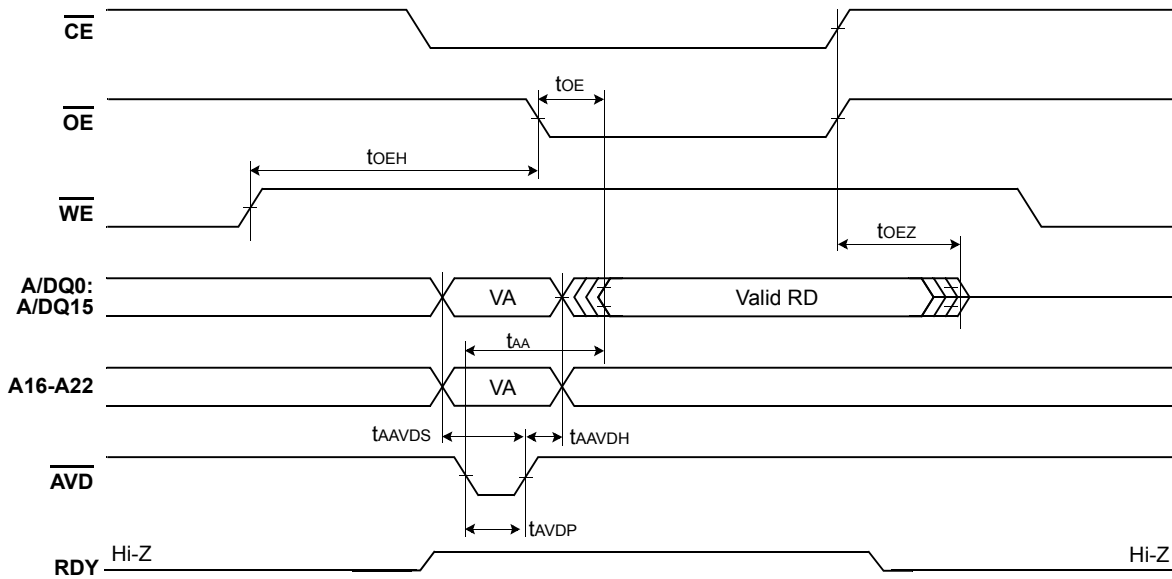 CE
tOE
OE
tOEH
WE
tOEZ
A/DQ0:
A/DQ15
VA
Valid RD
tAA
A16-A22
VA
tAAVDS
tAAVDH
AVD
tAVDP
Hi-Z
RDY
Hi-Z